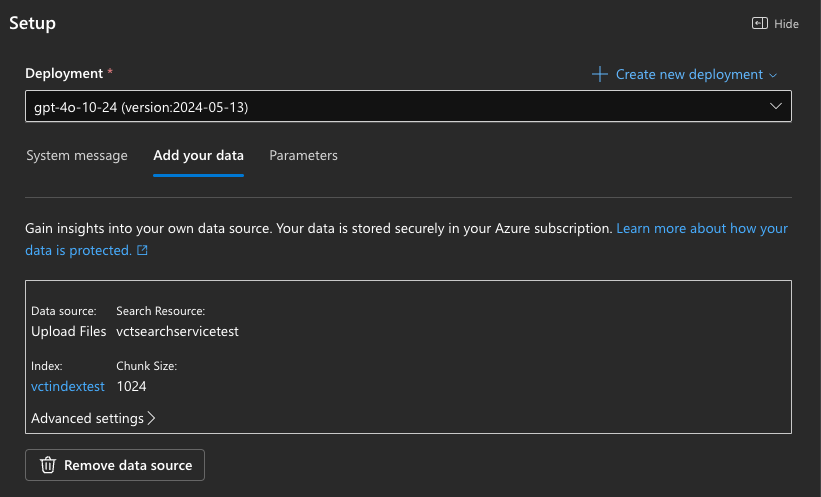 Setup
Hide
Deployment *
Create new deployment
gpt-4o-10-24 (version:2024-05-13)
System message
Add your data
Parameters
Gain insights into your own data source. Your data is stored securely in your Azure subscription. Learn more about how your
data is protected.
Data source: Search Resource:
Upload Files vctsearchservicetest
Index: Chunk Size:
vctindextest 1024
Advanced settings
Remove data source